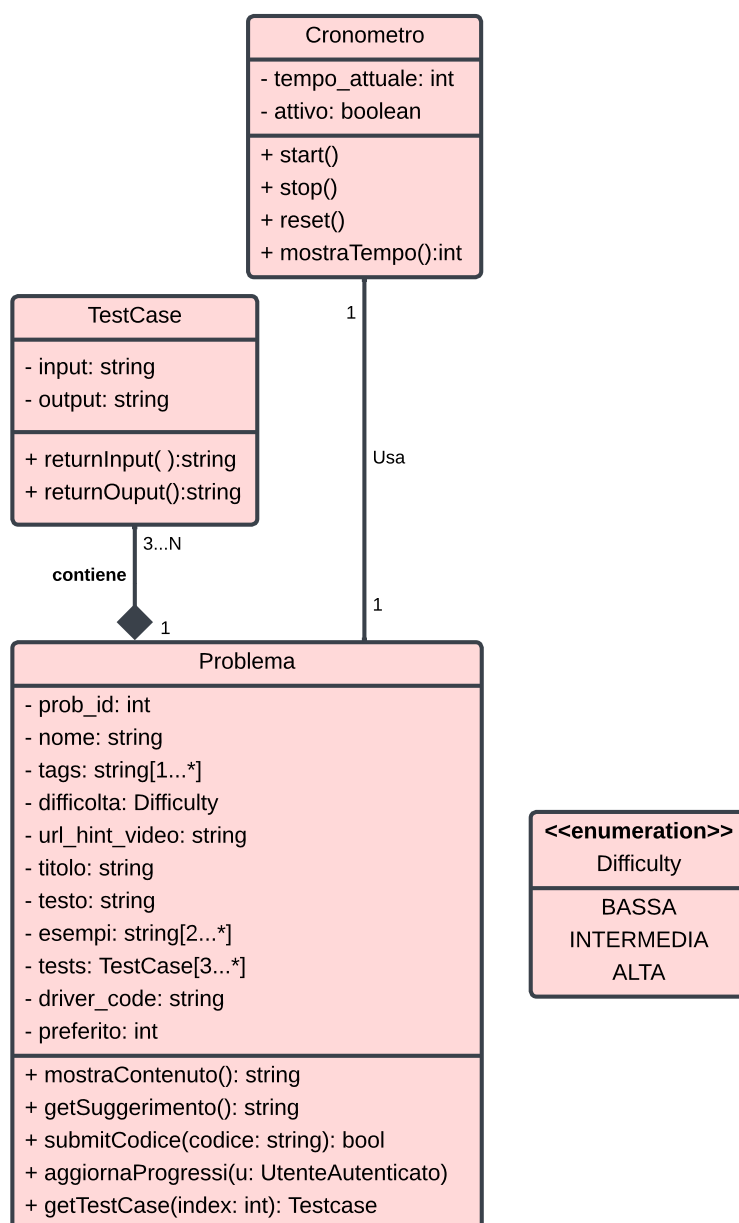 Cronometro
- tempo_attuale: int
- attivo: boolean
+ start()
+ stop()
+ reset()
+ mostraTempo():int
1
Usa
1
TestCase
- input: string
- output: string
+ returnInput( ):string
+ returnOuput():string
3...N
contiene
1
Problema
- prob_id: int
- nome: string
- tags: string[1...*]
- difficolta: Difficulty
- url_hint_video: string
- titolo: string
- testo: string
- esempi: string[2...*]
- tests: TestCase[3...*]
- driver_code: string
- preferito: int
+ mostraContenuto(): string
+ getSuggerimento(): string
+ submitCodice(codice: string): bool
+ aggiornaProgressi(u: UtenteAutenticato)
+ getTestCase(index: int): Testcase
<<enumeration>>
Difficulty
BASSA
INTERMEDIA
ALTA